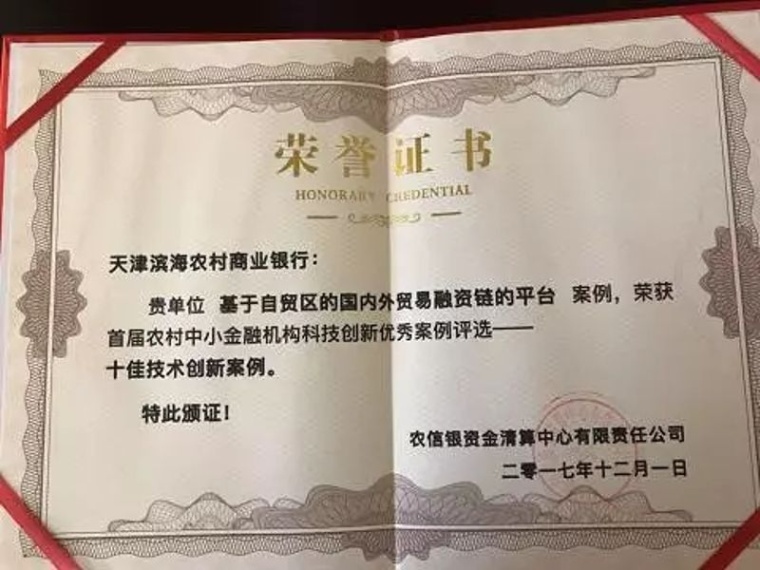 荣誉证书
HONORARY CREDENTIAL
天津滨海农村商业银行：
贵单位 基于自贸区的国内外贸易融资链的平台 案例，荣获
首届农村中小金融机构科技创新优秀案例评选——
十佳技术创新案例。
特此颁证！
农信银资金清算中心有限责任公司
二零一七年十二月一日